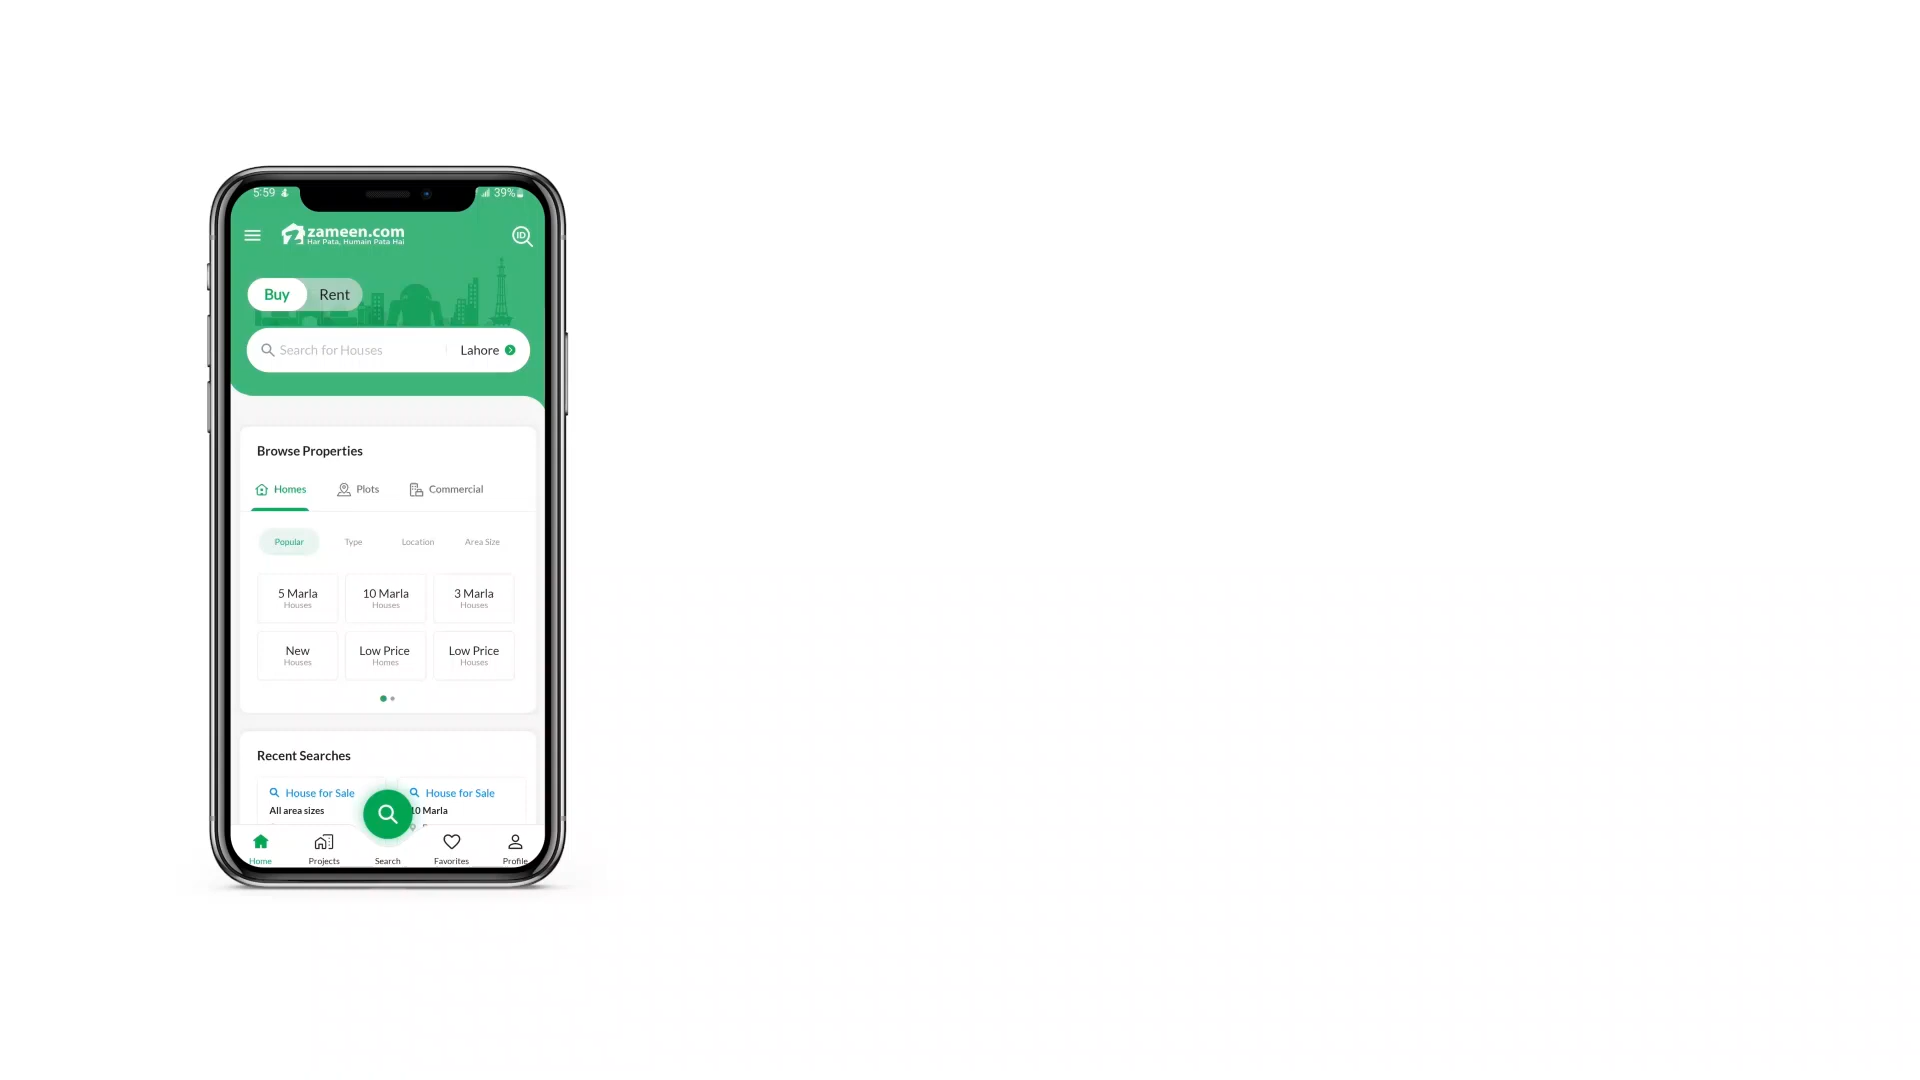 5:59
39%
zameen.com
Har Pata, Humain Pata Hai
ID
Buy Rent
Search for Houses Lahore
Browse Properties
Homes Plots Commercial
Popular Type Location Area Size
5 Marla 10 Marla 3 Marla
Houses Houses Houses
New Low Price Low Price
Houses Homes Houses
Recent Searches
House for Sale House for Sale
All area sizes 10 Marla
Home Projects Search Favorites Profile